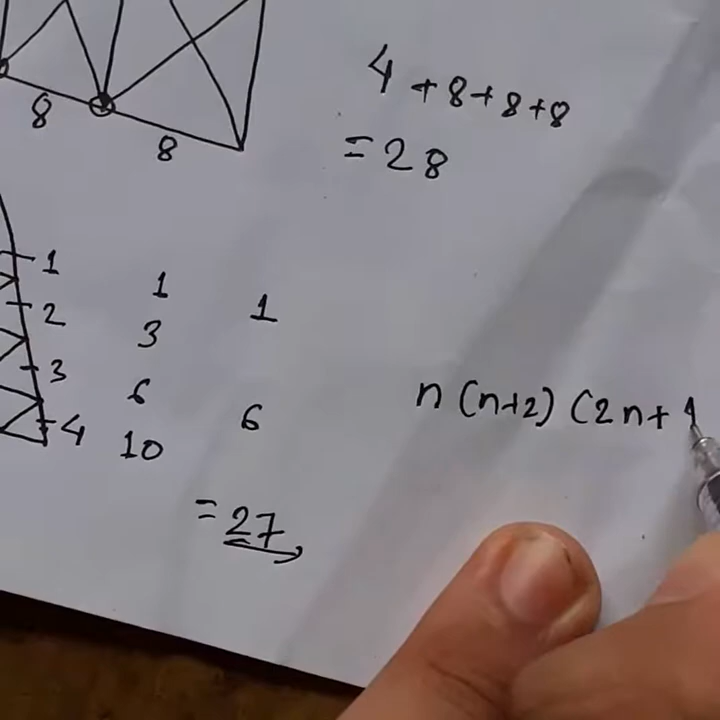 8
8
4 + 8 + 8 + 8
= 28
1 1 1
2 3
3 6
4 10 6
= 27
n (n+2) (2n+1